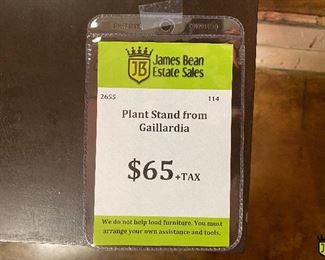 James Bean
Estate Sales
JB
2655 114
Plant Stand from
Gaillardia
$65+TAX
We do not help load furniture. You must
arrange your own assistance and tools.